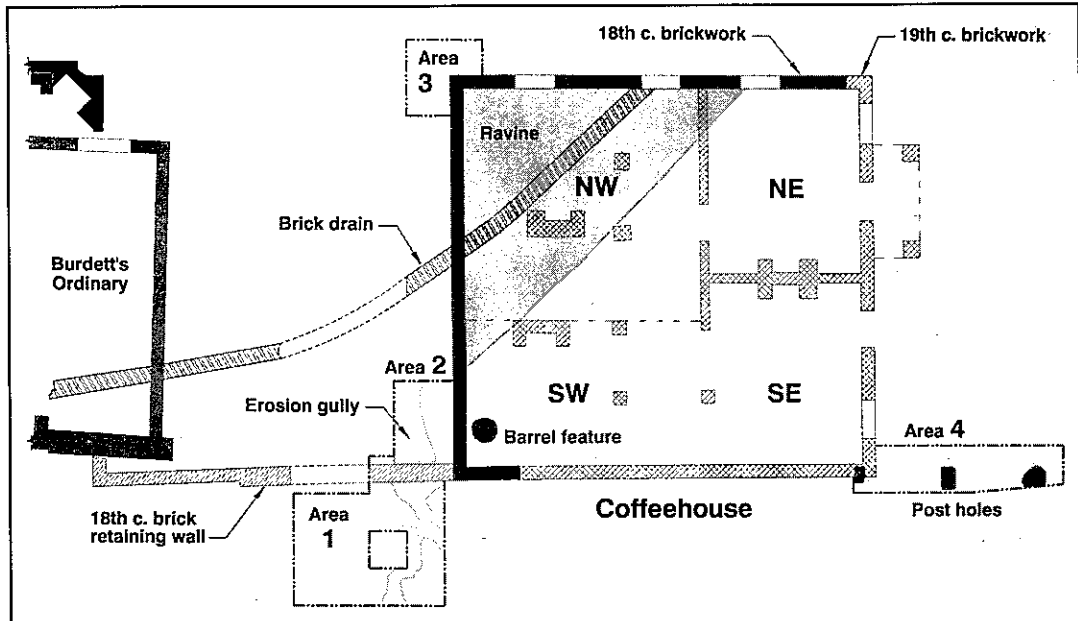 18th c. brickwork
19th c. brickwork
Area
3
Ravine
NW
NE
Brick drain
Burdett's
Ordinary
Area 2
Erosion gully
SW
SE
Barrel feature
Area 4
18th c. brick
retaining wall
Area
1
Coffeehouse
Post holes